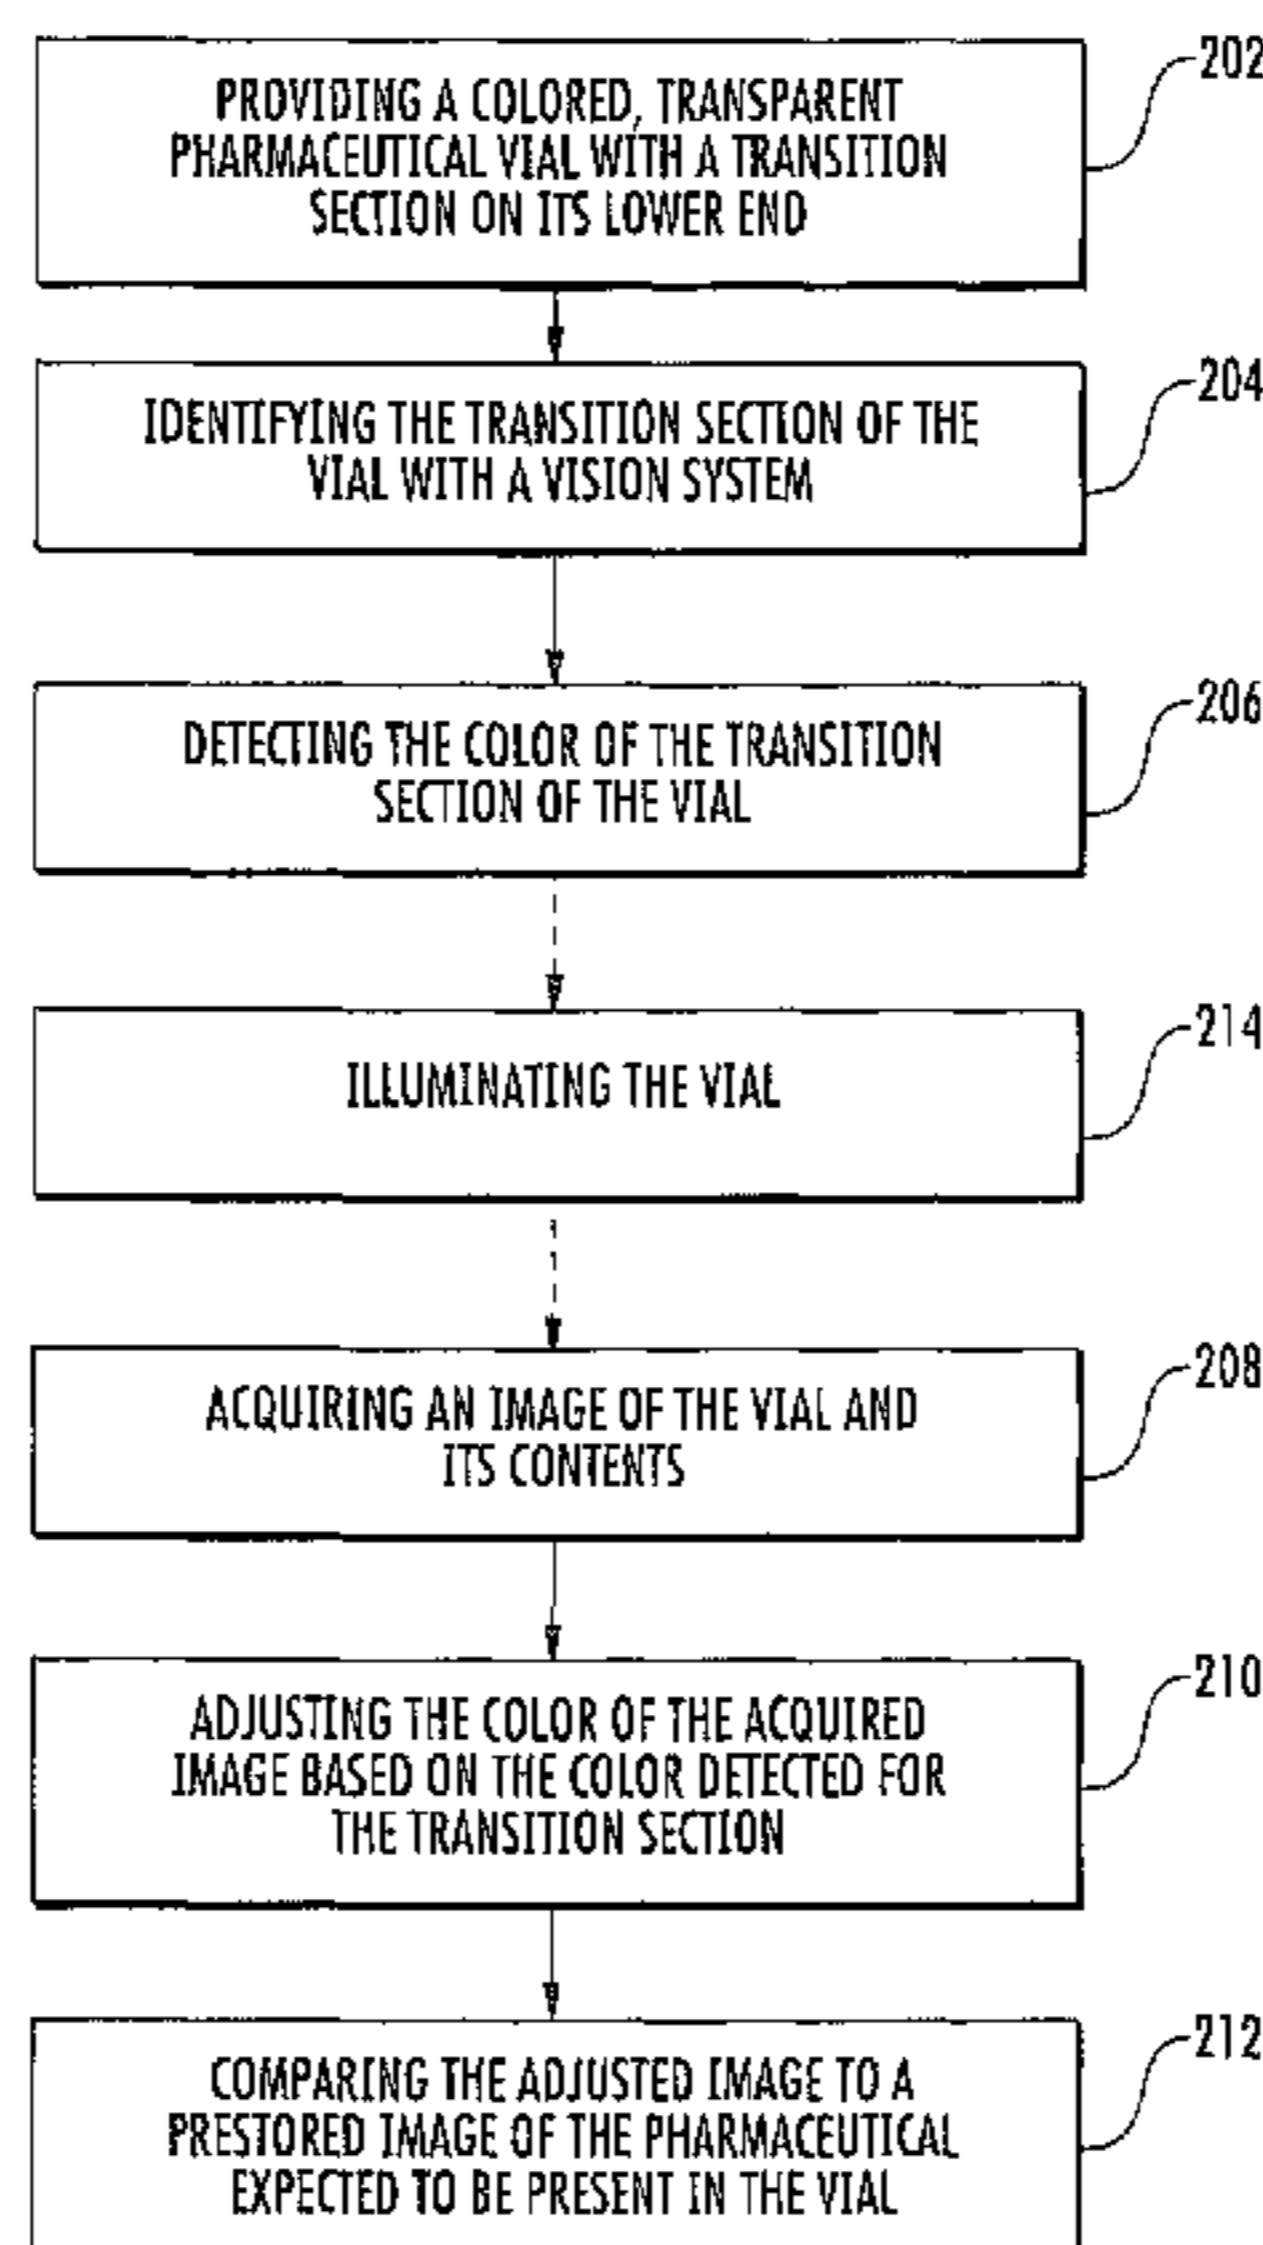 PROVIDING A COLORED, TRANSPARENT
PHARMACEUTICAL VIAL WITH A TRANSITION
SECTION ON ITS LOWER END
202
IDENTIFYING THE TRANSITION SECTION OF THE
VIAL WITH A VISION SYSTEM
204
DETECTING THE COLOR OF THE TRANSITION
SECTION OF THE VIAL
206
ILLUMINATING THE VIAL
214
ACQUIRING AN IMAGE OF THE VIAL AND
ITS CONTENTS
208
ADJUSTING THE COLOR OF THE ACQUIRED
IMAGE BASED ON THE COLOR DETECTED FOR
THE TRANSITION SECTION
210
COMPARING THE ADJUSTED IMAGE TO A
PRESTORED IMAGE OF THE PHARMACEUTICAL
EXPECTED TO BE PRESENT IN THE VIAL
212